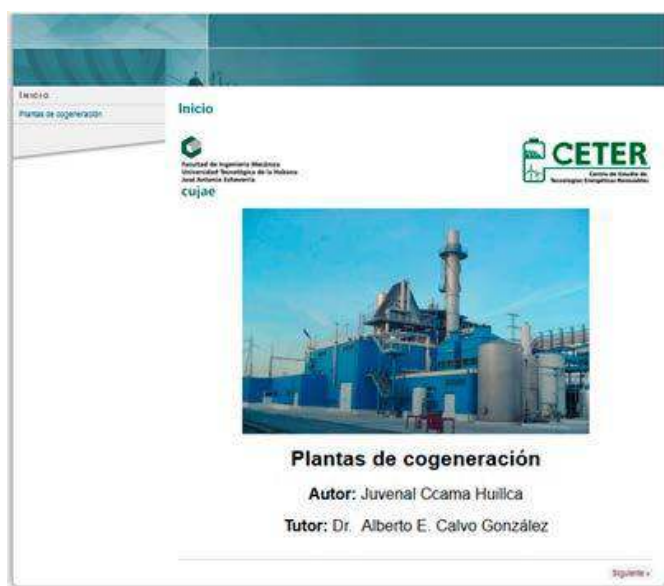 INICIO
Plantas de cogeneración
Inicio
Facultad de Ingeniería Mecánica
Universidad Tecnológica de la Habana
José Antonio Echeverría
cujae
CETER
Centro de Estudio de
Tecnologías Energéticas Renovables
Plantas de cogeneración
Autor: Juvenal Ccama Huillca
Tutor: Dr. Alberto E. Calvo González
Siguiente »